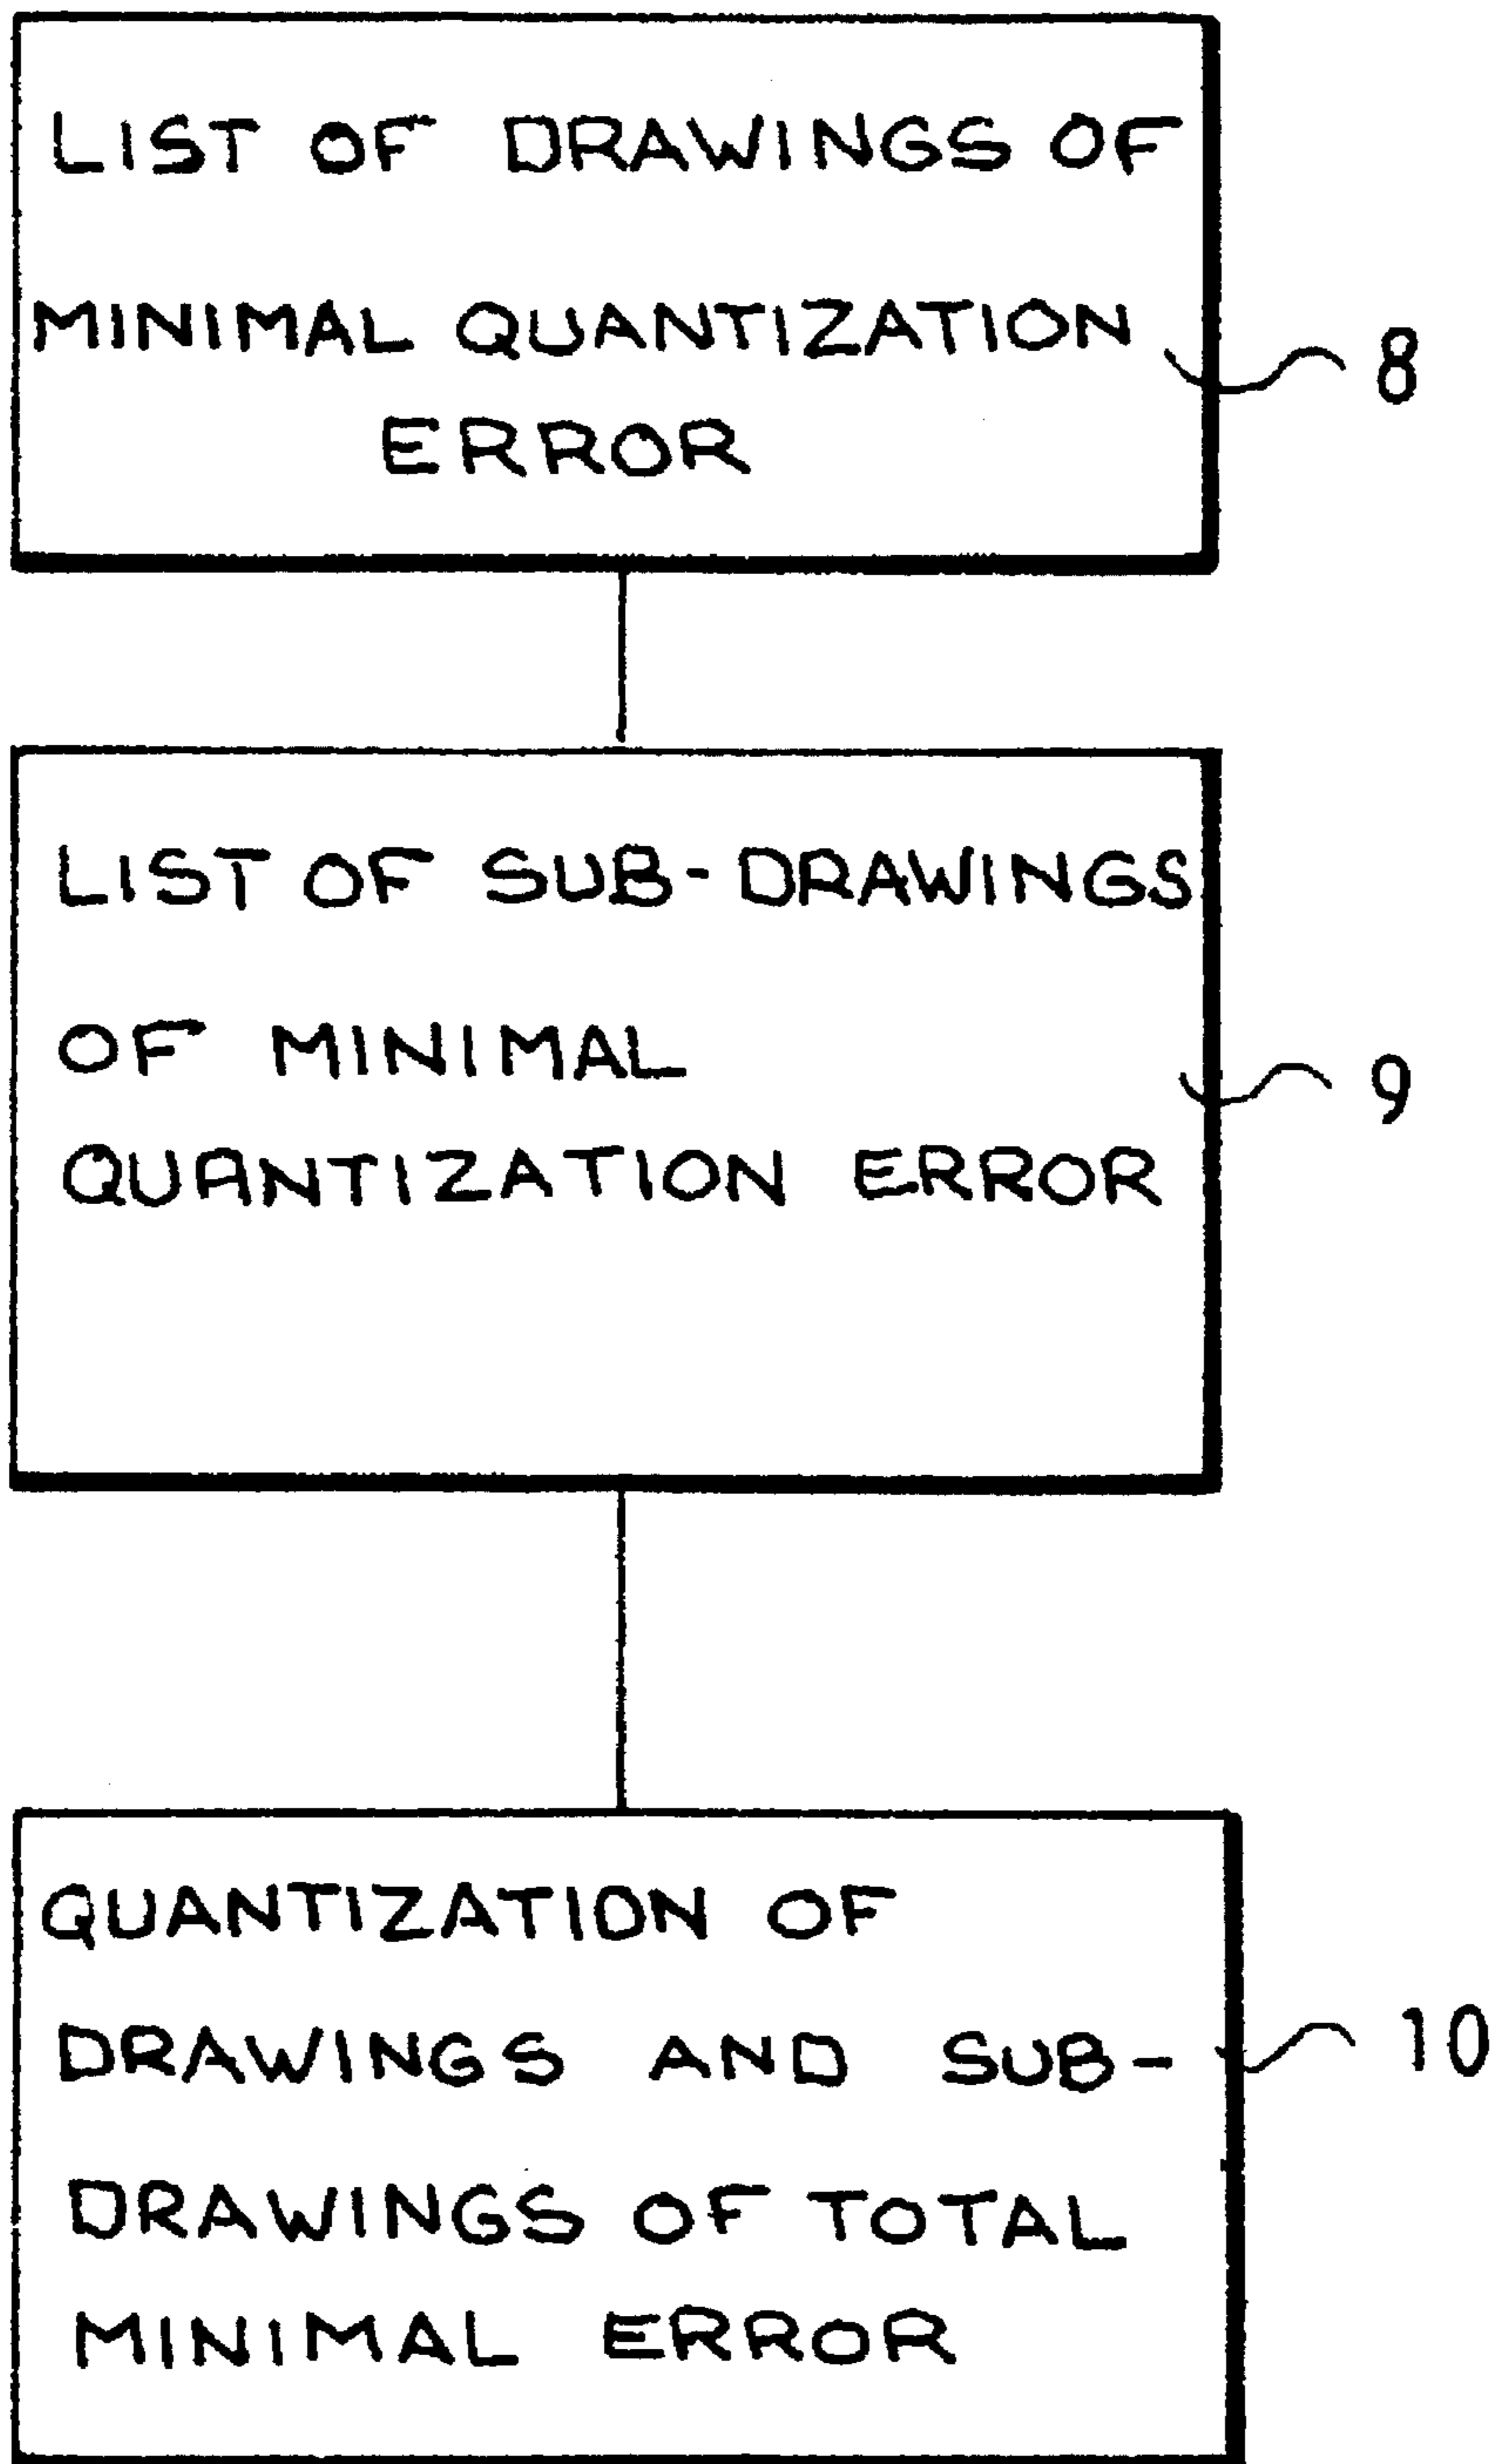 LIST OF DRAWINGS OF
MINIMAL QUANTIZATION
ERROR
8
LIST OF SUB-DRAWINGS
OF MINIMAL
QUANTIZATION ERROR
9
QUANTIZATION OF
DRAWINGS AND SUB-
DRAWINGS OF TOTAL
MINIMAL ERROR
10